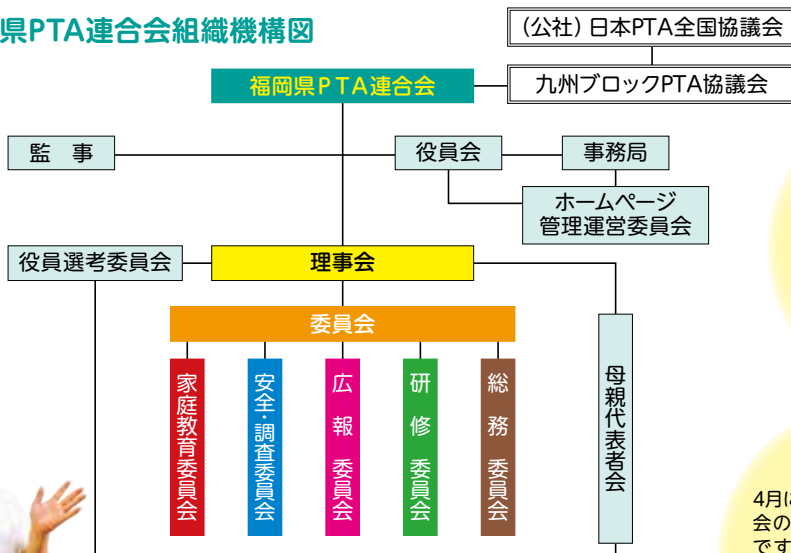 県PTA連合会組織機構図
(公社)日本PTA全国協議会
福岡県PTA連合会
九州ブロックPTA協議会
監 事
役員会
事務局
ホームページ
管理運営委員会
役員選考委員会
理事会
委員会
家庭教育委員会
安全・調査委員会
広報委員会
研修委員会
総務委員会
母親代表者会
4月に
会の
です